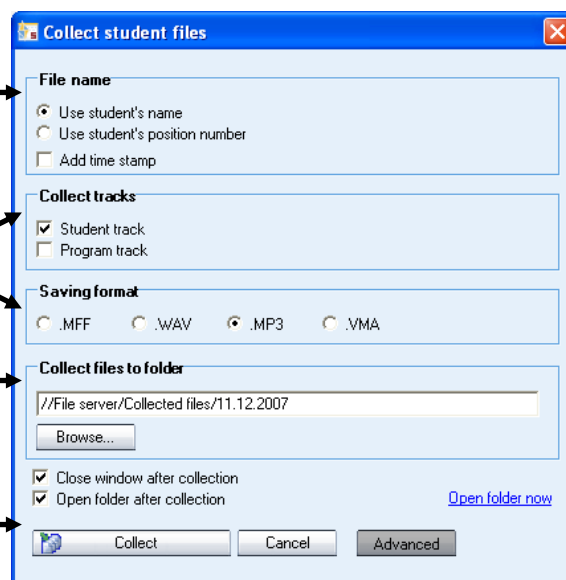 Collect student files
File name
Use student's name
Use student's position number
Add time stamp
Collect tracks
Student track
Program track
Saving format
.MFF .WAV .MP3 .VMA
Collect files to folder
//File server/Collected files/11.12.2007
Browse...
Close window after collection
Open folder after collection Open folder now
Collect Cancel Advanced